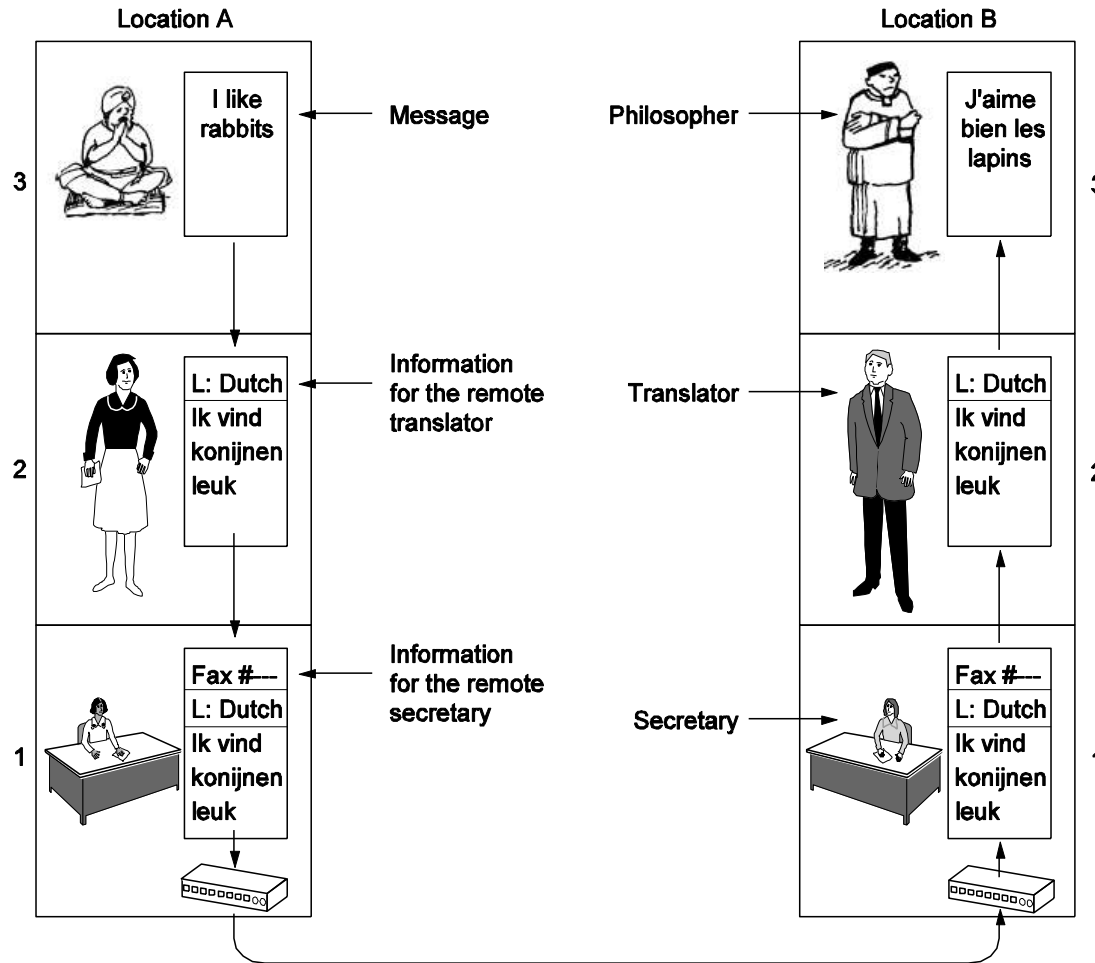 Location A
Location B
I like
rabbits
Message
Philosopher
J'aime
bien les
lapins
3
3
L: Dutch
Ik vind
konijnen
leuk
Information
for the remote
translator
Translator
L: Dutch
Ik vind
konijnen
leuk
2
2
Fax #---
L: Dutch
Ik vind
konijnen
leuk
Information
for the remote
secretary
Secretary
Fax #---
L: Dutch
Ik vind
konijnen
leuk
1